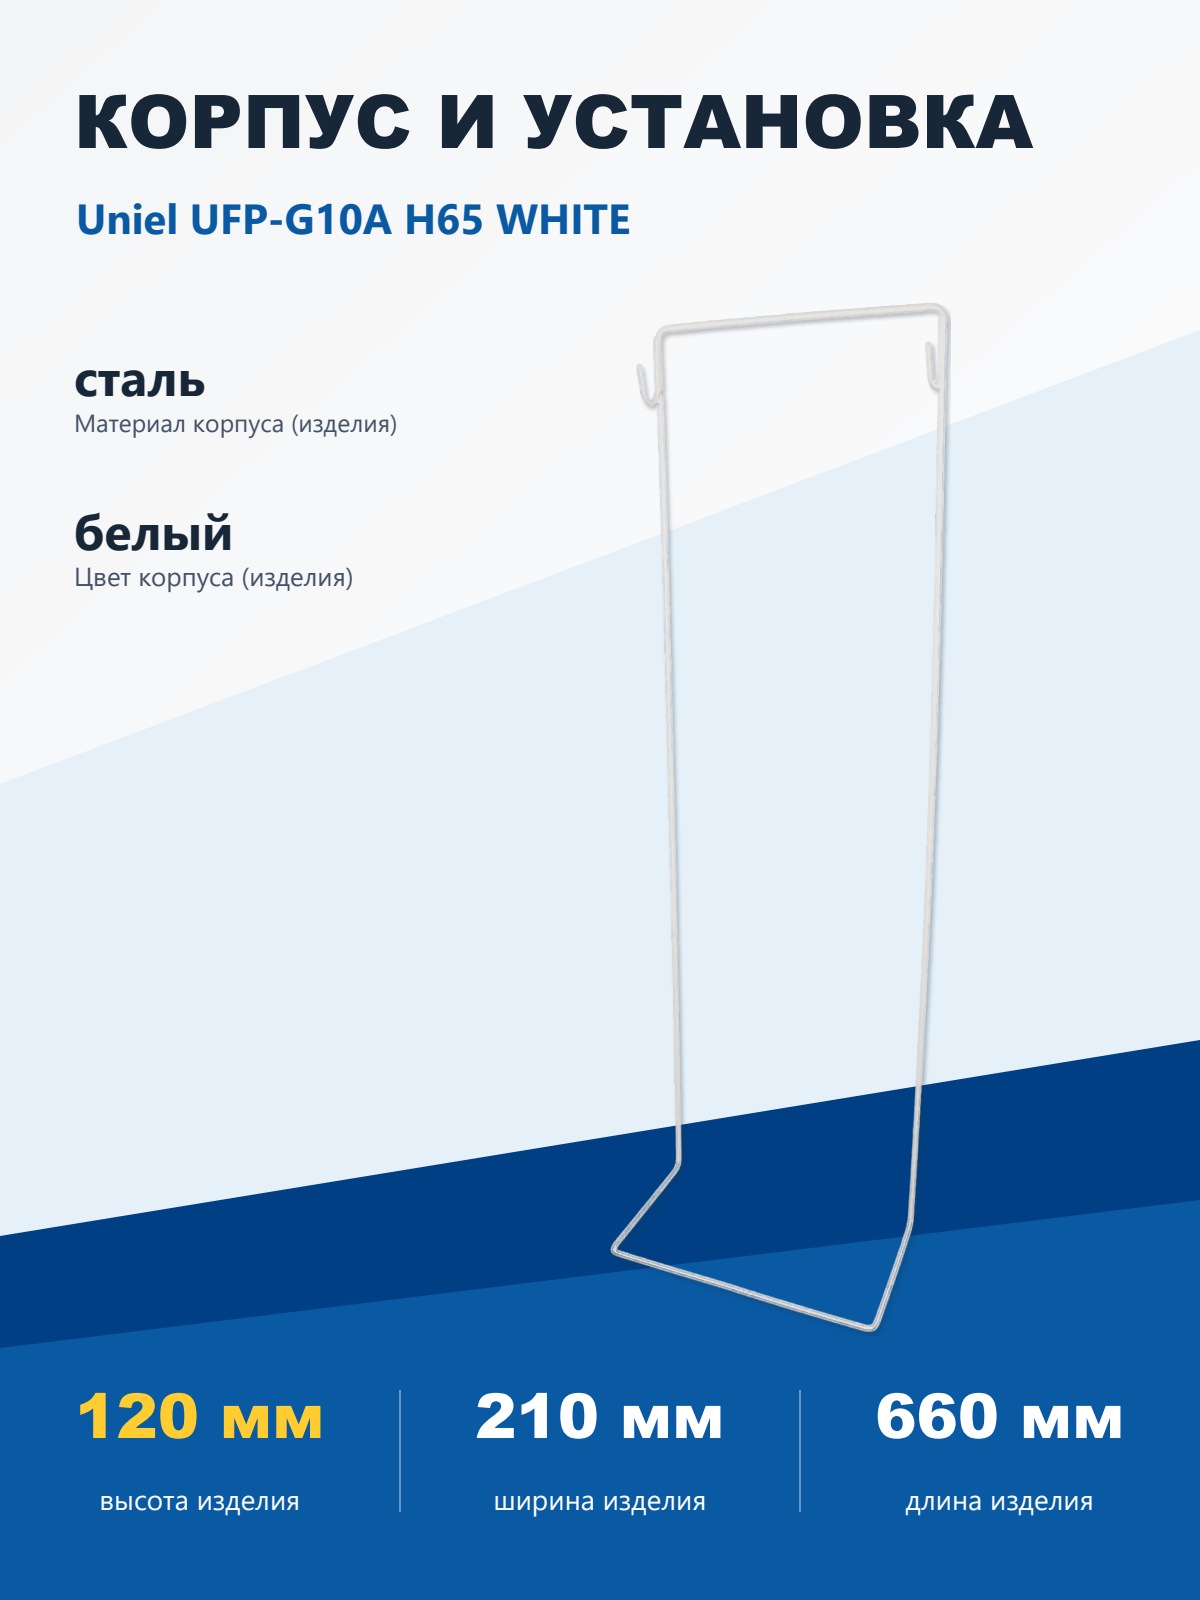 КОРПУС И УСТАНОВКА
Uniel UFP-G10A H65 WHITE
сталь
Материал корпуса (изделия)
белый
Цвет корпуса (изделия)
120 мм
высота изделия
210 мм
ширина изделия
660 мм
длина изделия